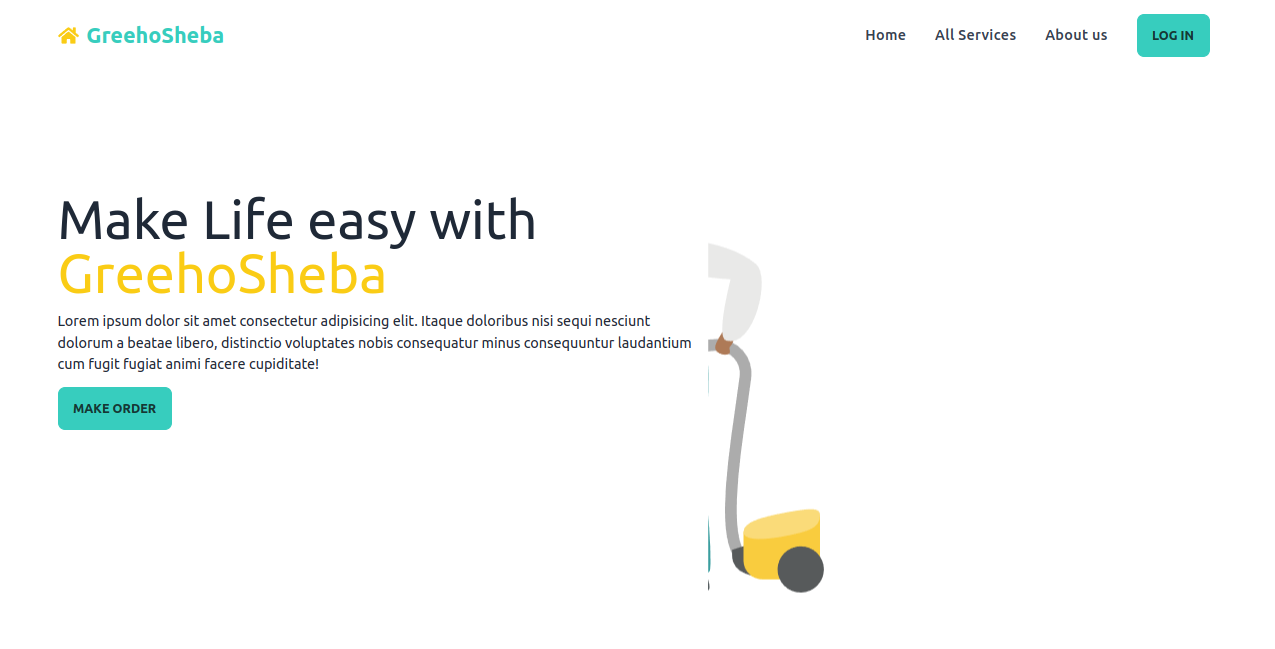 GreehoSheba
Home
All Services
About us
LOG IN
Make Life easy with
GreehoSheba
Lorem ipsum dolor sit amet consectetur adipisicing elit. Itaque doloribus nisi sequi nesciunt
dolorum a beatae libero, distinctio voluptates nobis consequatur minus consequuntur laudantium
cum fugit fugiat animi facere cupiditate!
MAKE ORDER